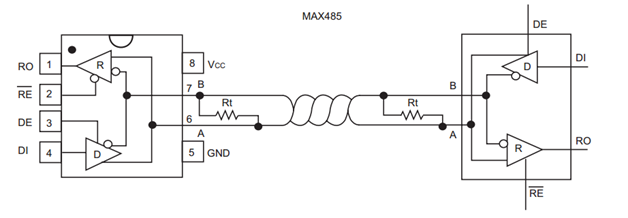 MAX485
DE
RO 1 R 8 VCC D DI
RE 2 7 B B
Rt Rt
DE 3 6 A A
DI 4 D 5 GND R RO
RE